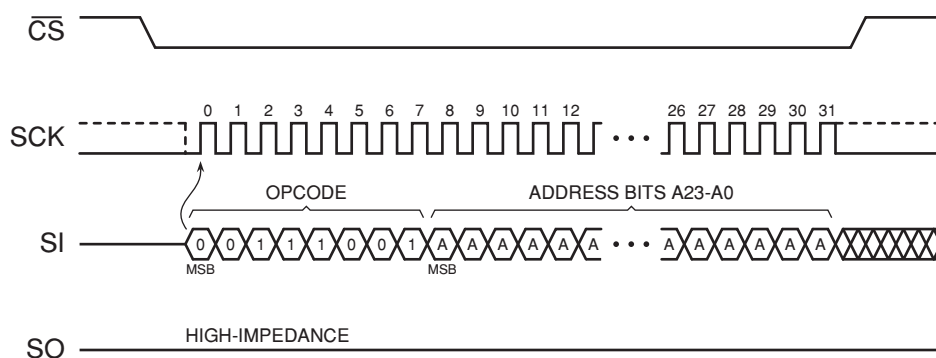 CS
0 1 2 3 4 5 6 7 8 9 10 11 12 26 27 28 29 30 31
SCK
OPCODE ADDRESS BITS A23-A0
SI 0 0 1 1 1 0 0 1 A A A A A A A A A A A A
MSB MSB
HIGH-IMPEDANCE
SO